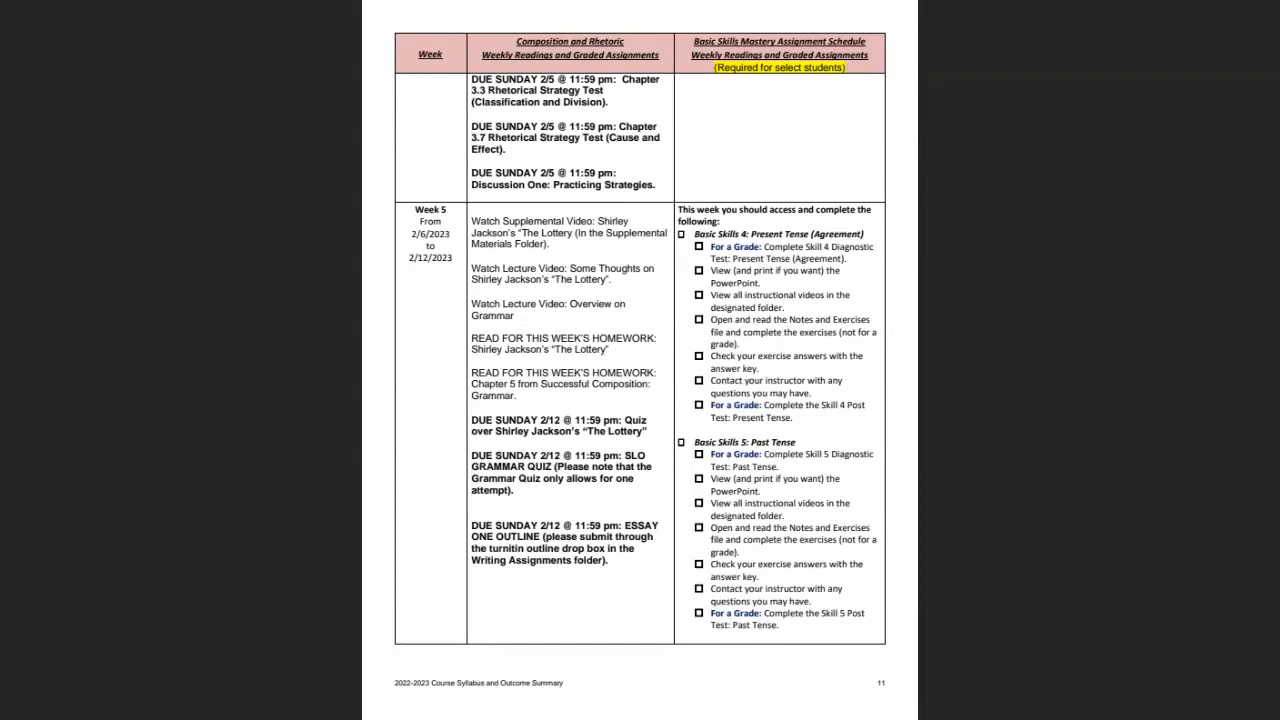 Week
Composition and Rhetoric
Weekly Readings and Graded Assignments
Basic Skills Mastery Assignment Schedule
Weekly Readings and Graded Assignments
(Required for select students)
DUE SUNDAY 2/5 @ 11:59 pm: Chapter
3.3 Rhetorical Strategy Test
(Classification and Division).
DUE SUNDAY 2/5 @ 11:59 pm: Chapter
3.7 Rhetorical Strategy Test (Cause and
Effect).
DUE SUNDAY 2/5 @ 11:59 pm:
Discussion One: Practicing Strategies.
Week 5
From
2/6/2023
to
2/12/2023
Watch Supplemental Video: Shirley
Jackson's "The Lottery (In the Supplemental
Materials Folder).
Watch Lecture Video: Some Thoughts on
Shirley Jackson's "The Lottery".
Watch Lecture Video: Overview on
Grammar
READ FOR THIS WEEK'S HOMEWORK:
Shirley Jackson's "The Lottery"
READ FOR THIS WEEK'S HOMEWORK:
Chapter 5 from Successful Composition:
Grammar.
DUE SUNDAY 2/12 @ 11:59 pm: Quiz
over Shirley Jackson's "The Lottery"
DUE SUNDAY 2/12 @ 11:59 pm: SLO
GRAMMAR QUIZ (Please note that the
Grammar Quiz only allows for one
attempt).
DUE SUNDAY 2/12 @ 11:59 pm: ESSAY
ONE OUTLINE (please submit through
the turnitin outline drop box in the
Writing Assignments folder).
This week you should access and complete the
following:
Basic Skills 4: Present Tense (Agreement)
For a Grade: Complete Skill 4 Diagnostic
Test: Present Tense (Agreement).
View (and print if you want) the
PowerPoint.
View all instructional videos in the
designated folder.
Open and read the Notes and Exercises
file and complete the exercises (not for a
grade).
Check your exercise answers with the
answer key.
Contact your instructor with any
questions you may have.
For a Grade: Complete the Skill 4 Post
Test: Present Tense.
Basic Skills 5: Past Tense
For a Grade: Complete Skill 5 Diagnostic
Test: Past Tense.
View (and print if you want) the
PowerPoint.
View all instructional videos in the
designated folder.
Open and read the Notes and Exercises
file and complete the exercises (not for a
grade).
Check your exercise answers with the
answer key.
Contact your instructor with any
questions you may have.
For a Grade: Complete the Skill 5 Post
Test: Past Tense.
2022-2023 Course Syllabus and Outcome Summary
11